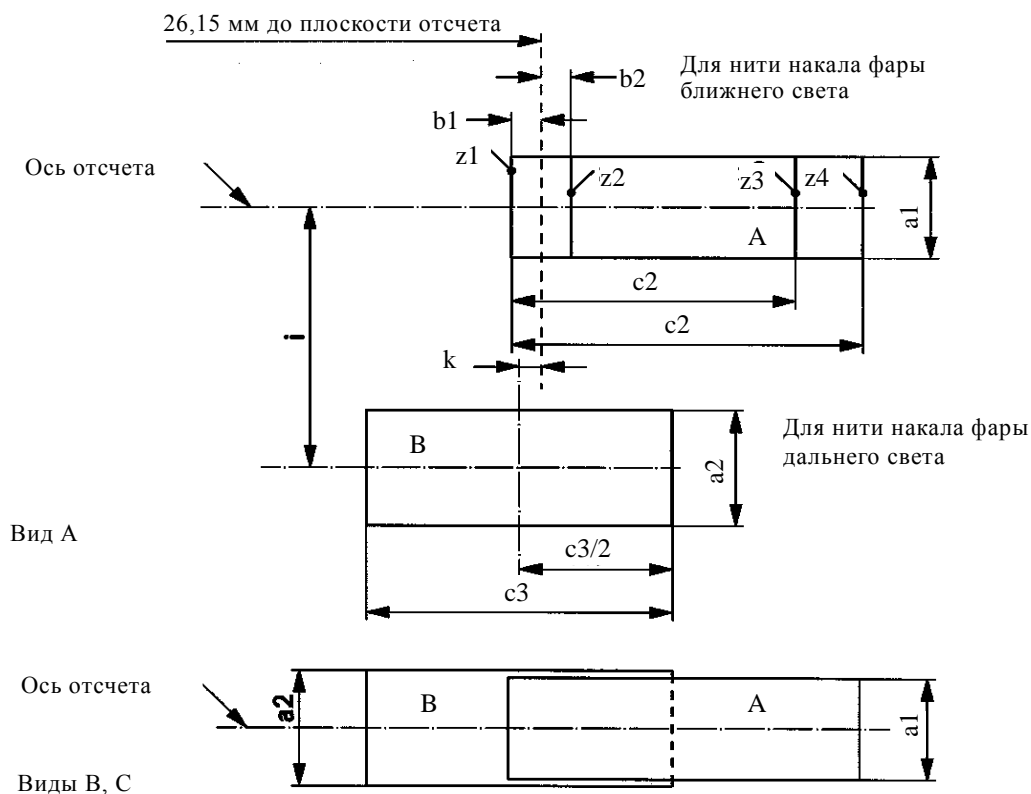 26,15 мм до плоскости отсчета
b2
Для нити накала фары
ближнего света
b1
Ось отсчета
z1
z2
z3
z4
a1
A
c2
c2
i
k
B
Для нити накала фары
дальнего света
a2
Вид А
c3/2
c3
Ось отсчета
a2
B
A
a1
Виды В, С